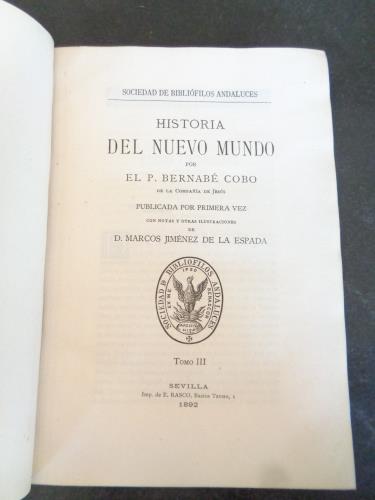 SOCIEDAD DE BIBLIÓFILOS ANDALUCES
HISTORIA
DEL NUEVO MUNDO
POR
EL P. BERNABÉ COBO
DE LA COMPAÑÍA DE JESÚS
PUBLICADA POR PRIMERA VEZ
CON NOTAS Y OTRAS ILUSTRACIONES
DE
D. MARCOS JIMÉNEZ DE LA ESPADA
SOCIEDAD D BIBLIÓFILOS ANDALUCES
TOMO III
SEVILLA
Imp. de E. RASCO, Bustos Tavera, 1
1892